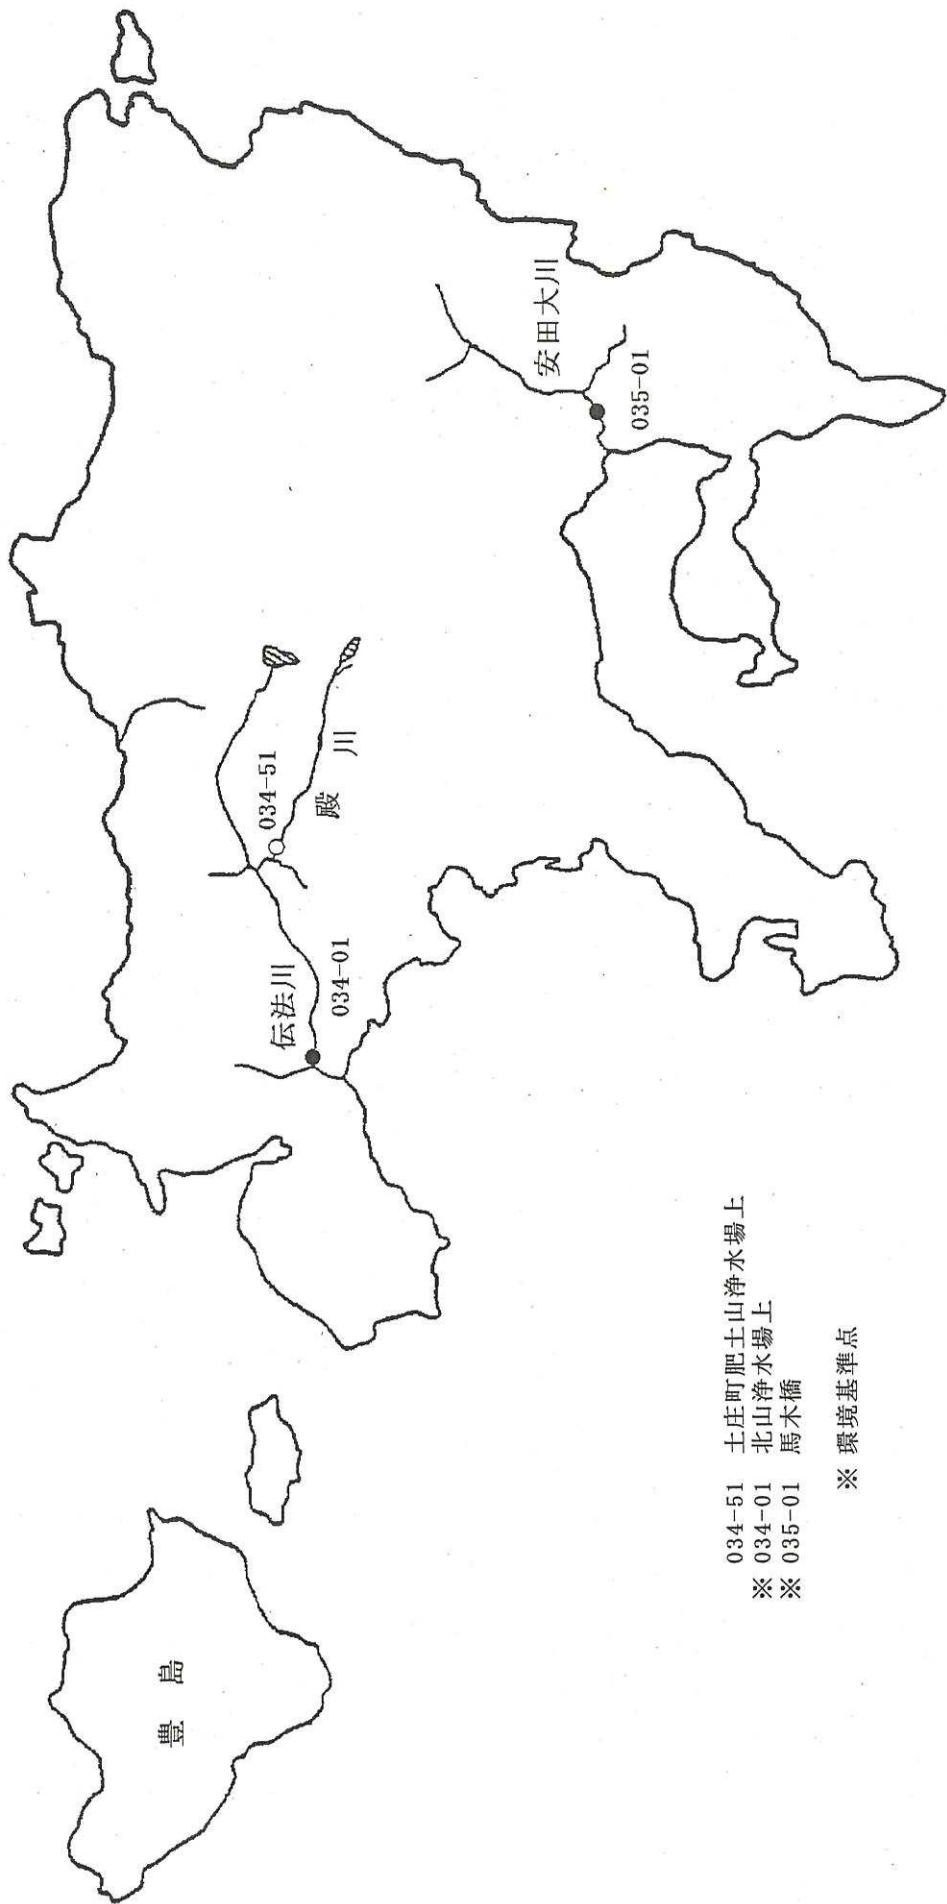 豊島
伝法川
034-01
034-51
殿川
安田大川
035-01
034-51 土庄町肥土山浄水場上
※ 034-01 北山浄水場上
※ 035-01 馬木橋
※ 環境基準点